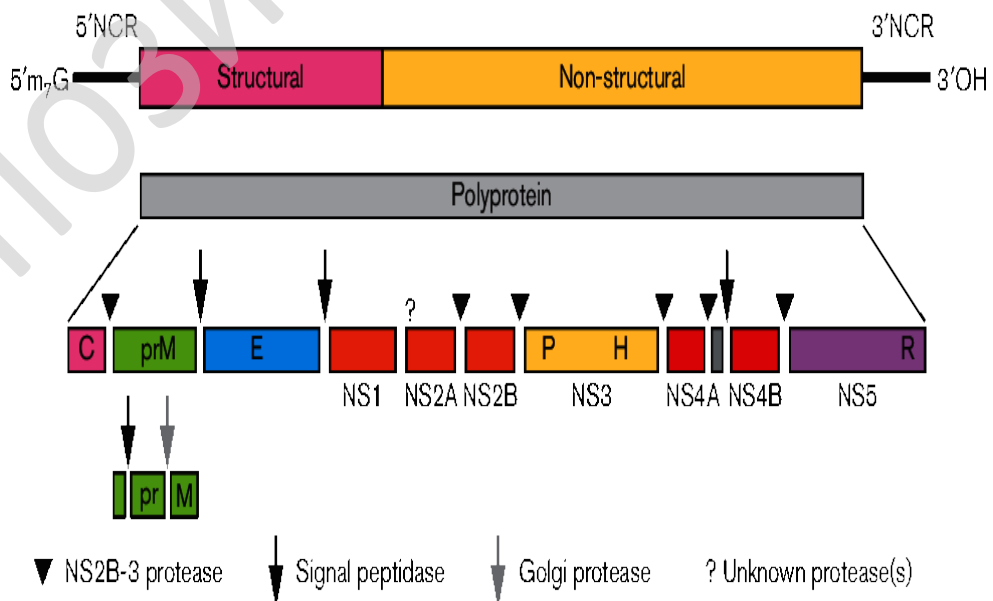 5'NCR 3'NCR
5'm₇G Structural Non-structural 3'OH
Polyprotein
?
C prM E P H R
NS1 NS2A NS2B NS3 NS4A NS4B NS5
pr M
NS2B-3 protease Signal peptidase Golgi protease ? Unknown protease(s)